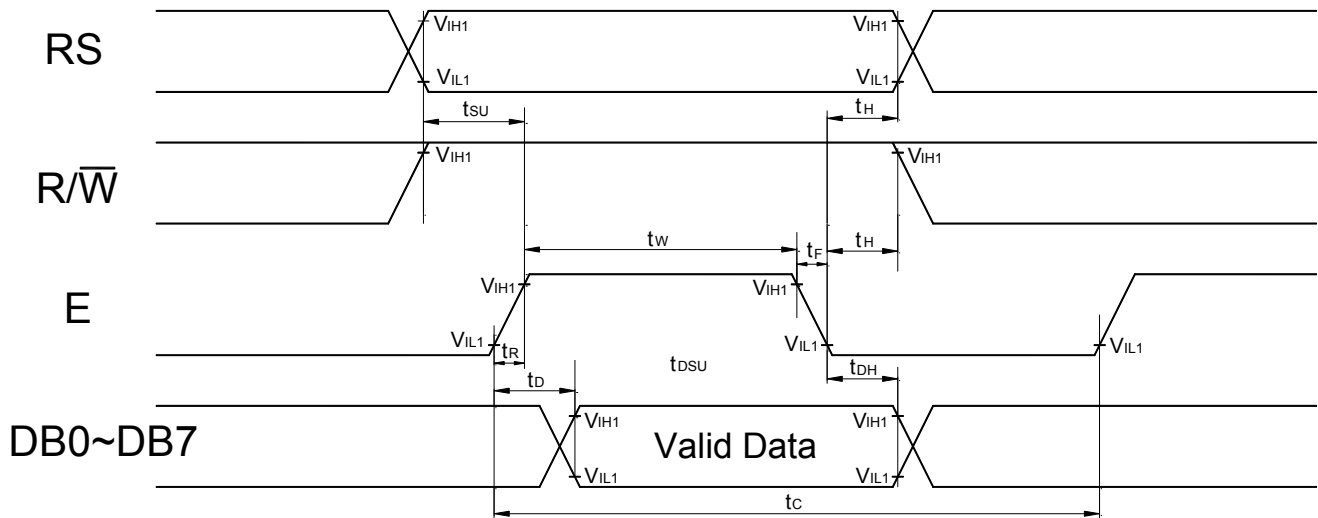 RS
VIH1
VIH1
VIL1
VIL1
tSU
tH
R/W̅
VIH1
VIH1
tW
tF
tH
E
VIH1
VIH1
VIL1
VIL1
VIL1
tR
tDSU
tD
tDH
DB0~DB7
VIH1
Valid Data
VIH1
VIL1
VIL1
tC